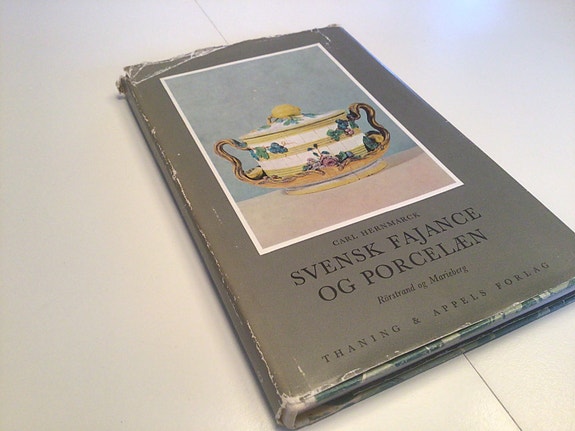 CARL HERNMARCK
SVENSK FAJANCE
OG PORCELÆN
Rörstrand og Marieberg
THANING & APPELS FORLAG